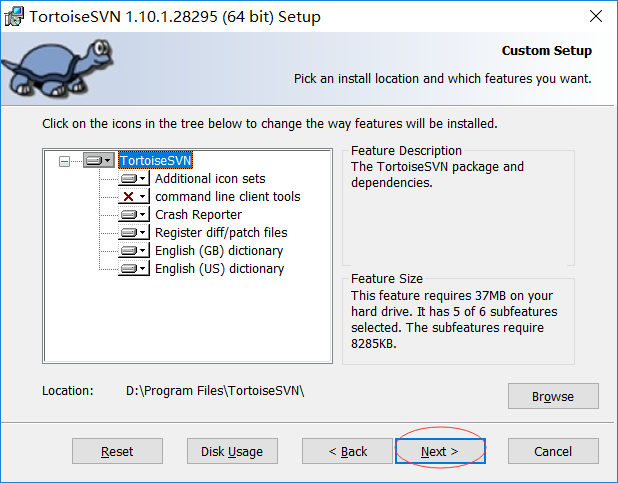 TortoiseSVN 1.10.1.28295 (64 bit) Setup
Custom Setup
Pick an install location and which features you want.
Click on the icons in the tree below to change the way features will be installed.
TortoiseSVN
Additional icon sets
command line client tools
Crash Reporter
Register diff/patch files
English (GB) dictionary
English (US) dictionary
Feature Description
The TortoiseSVN package and
dependencies.
Feature Size
This feature requires 37MB on your
hard drive. It has 5 of 6 subfeatures
selected. The subfeatures require
8285KB.
Location: D:\Program Files\TortoiseSVN\
Browse
Reset
Disk Usage
< Back
Next >
Cancel